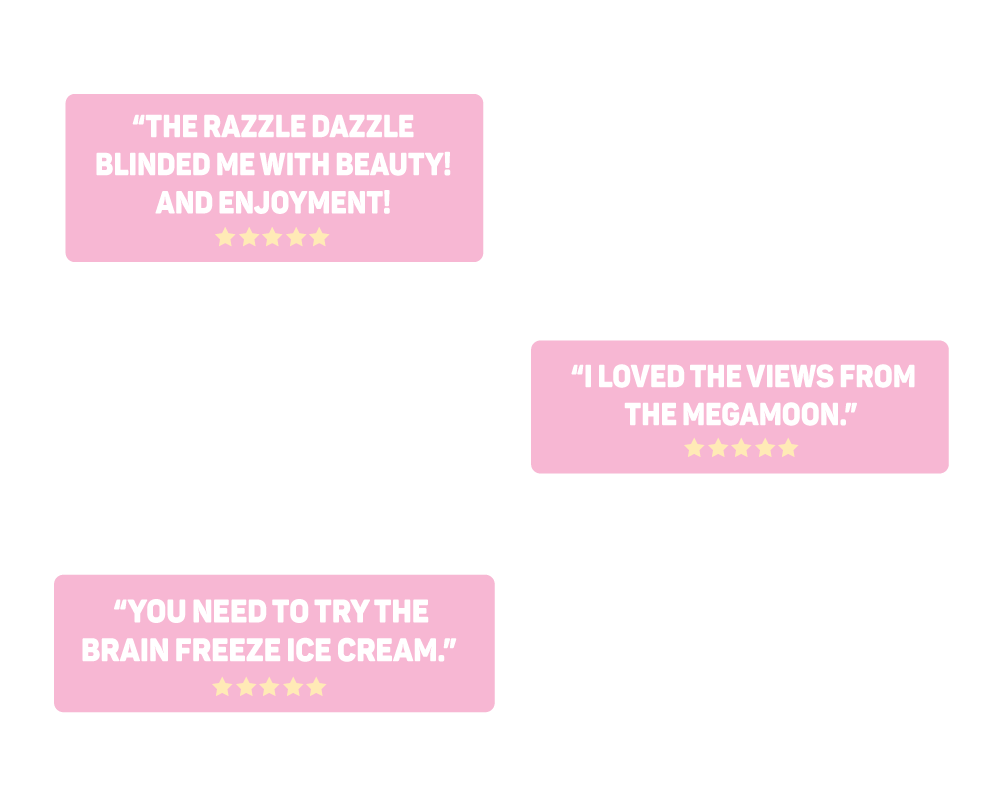 “THE RAZZLE DAZZLE
BLINDED ME WITH BEAUTY!
AND ENJOYMENT!
“I LOVED THE VIEWS FROM
THE MEGAMOON.”
“YOU NEED TO TRY THE
BRAIN FREEZE ICE CREAM.”